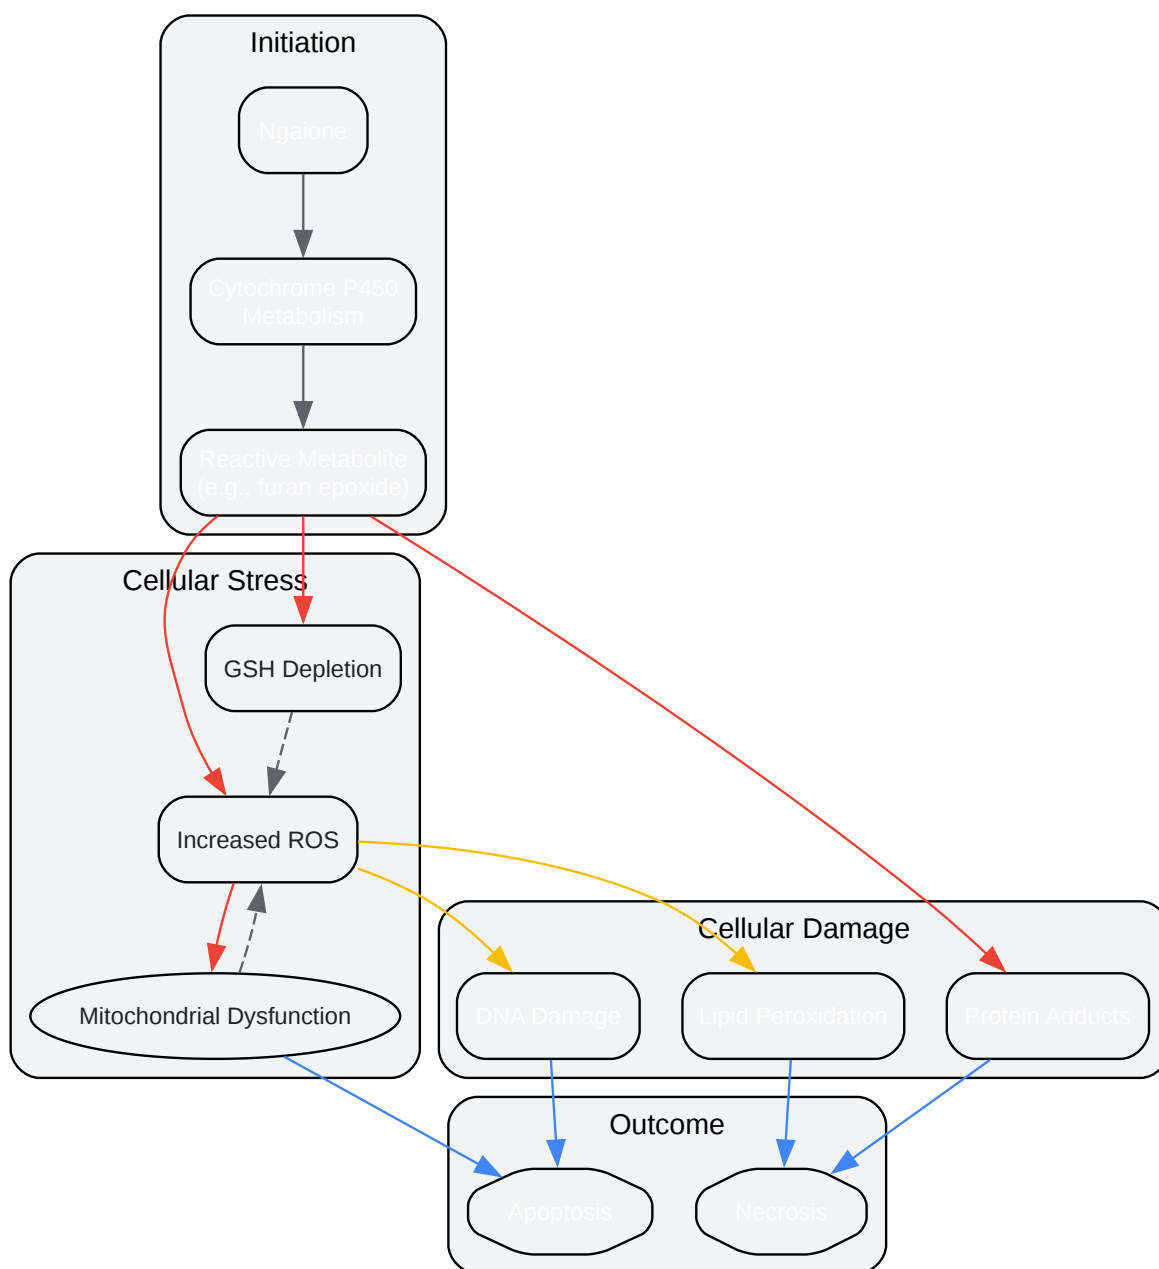 Initiation
Ngaione
Cytochrome P450
Metabolism
Reactive Metabolite
(e.g., furan epoxide)
Cellular Stress
GSH Depletion
Increased ROS
Mitochondrial Dysfunction
Cellular Damage
DNA Damage
Lipid Peroxidation
Protein Adducts
Outcome
Apoptosis
Necrosis